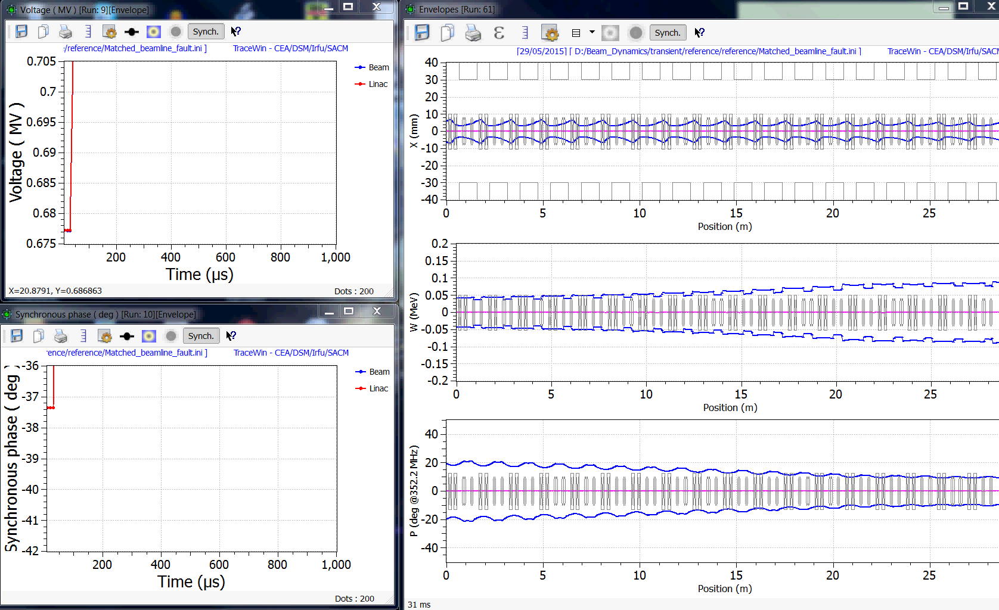 Voltage ( MV ) [Run: 9][Envelope]
Synch.
/reference/Matched_beamline_fault.ini ]
TraceWin - CEA/DSM/Irfu/SACM
0.705
0.7
0.695
0.69
0.685
0.68
0.675
Voltage ( MV )
Beam
Linac
200
400
600
800
1,000
Time (µs)
X=20.8791, Y=0.686863
Dots : 200
Synchronous phase ( deg ) [Run: 10][Envelope]
Synch.
rence/reference/Matched_beamline_fault.ini ]
TraceWin - CEA/DSM/Irfu/SACM
-36
-37
-38
-39
-40
-41
-42
Synchronous phase ( deg )
Beam
Linac
200
400
600
800
1,000
Time (µs)
Dots : 200
Envelopes [Run: 61]
ε
Synch.
[29/05/2015] [ D:/Beam_Dynamics/transient/reference/reference/Matched_beamline_fault.ini ]
TraceWin - CEA/DSM/Irfu/SACM
40
30
20
10
0
-10
-20
-30
-40
X (mm)
0
5
10
15
20
25
Position (m)
0.2
0.15
0.1
0.05
0
-0.05
-0.1
-0.15
-0.2
W (MeV)
0
5
10
15
20
25
Position (m)
40
20
0
-20
-40
P (deg @352.2 MHz)
0
5
10
15
20
25
Position (m)
31 ms